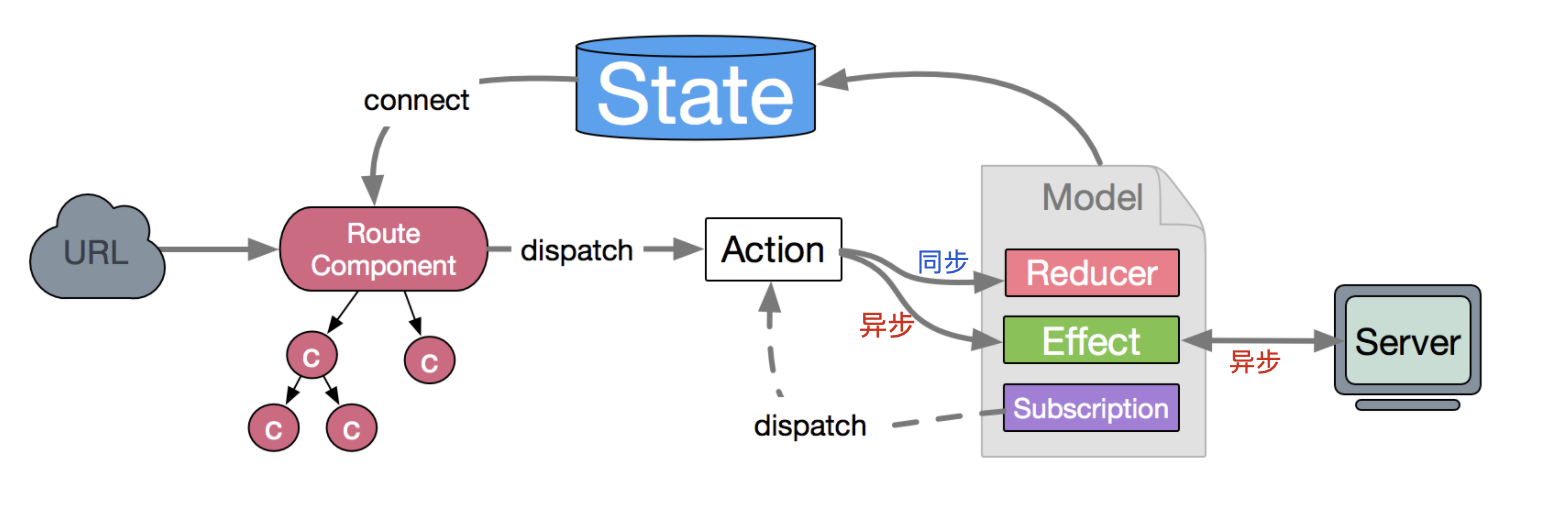 State
connect
Model
URL
Route
Component
dispatch
Action
同步
Reducer
异步
Effect
Server
异步
Subscription
dispatch
C
C
C
C